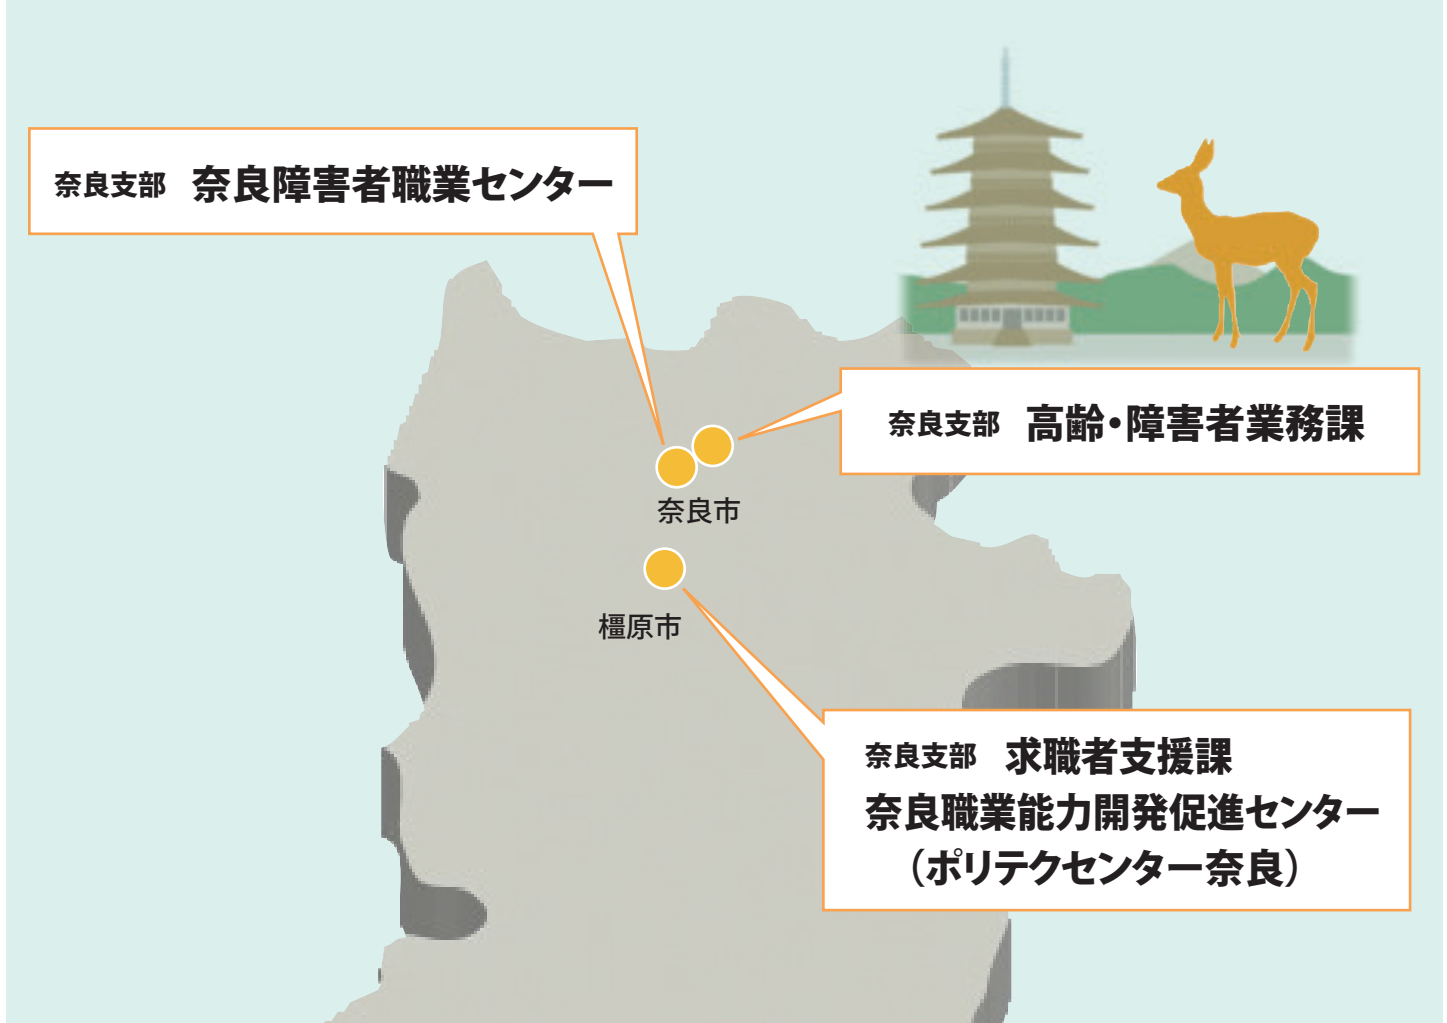 奈良支部 奈良障害者職業センター
奈良支部 高齢・障害者業務課
奈良市
橿原市
奈良支部 求職者支援課
奈良職業能力開発促進センター
（ポリテクセンター奈良）